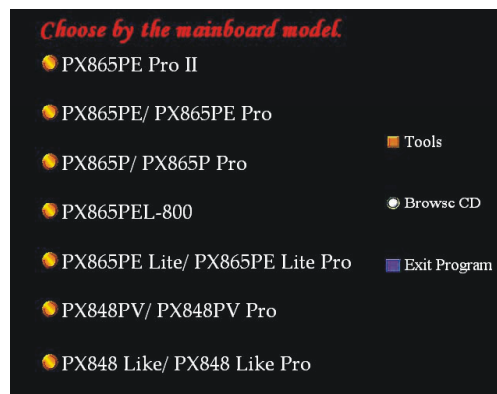 Choose by the mainboard model.
PX865PE Pro II
PX865PE/ PX865PE Pro
PX865P/ PX865P Pro
PX865PEL-800
PX865PE Lite/ PX865PE Lite Pro
PX848PV/ PX848PV Pro
PX848 Like/ PX848 Like Pro
Tools
Browse CD
Exit Program